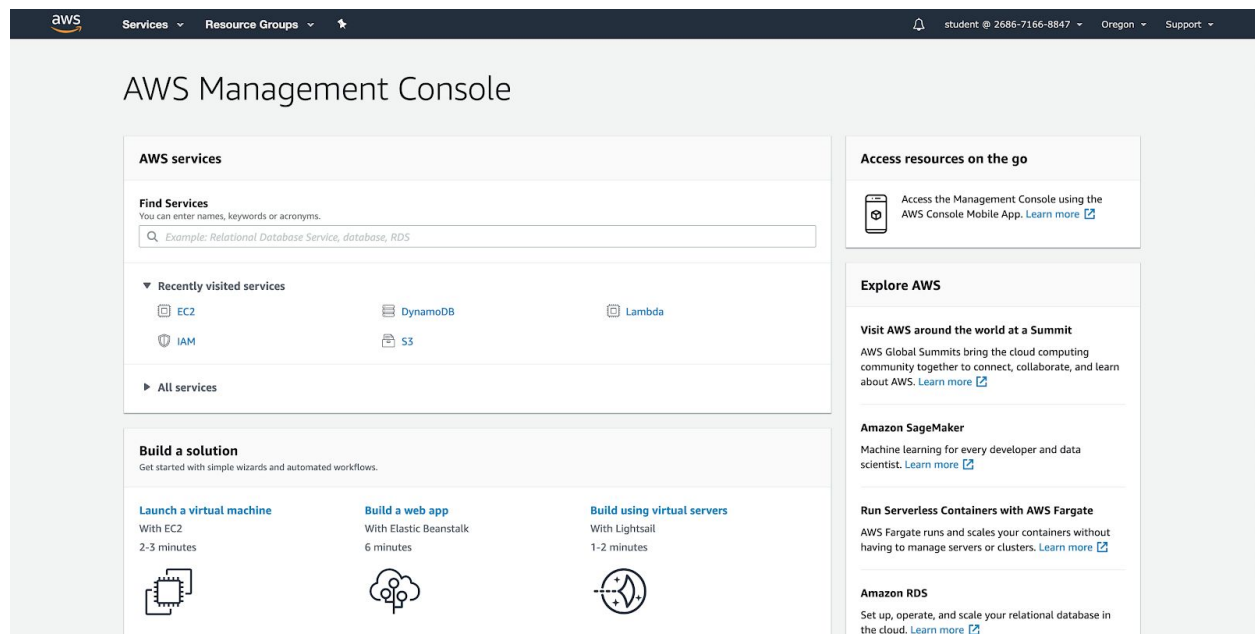 aws
Services
Resource Groups
student @ 2686-7166-8847
Oregon
Support
AWS Management Console
AWS services
Find Services
You can enter names, keywords or acronyms.
Example: Relational Database Service, database, RDS
Recently visited services
EC2
DynamoDB
Lambda
IAM
S3
All services
Build a solution
Get started with simple wizards and automated workflows.
Launch a virtual machine
With EC2
2-3 minutes
Build a web app
With Elastic Beanstalk
6 minutes
Build using virtual servers
With Lightsail
1-2 minutes
Access resources on the go
Access the Management Console using the
AWS Console Mobile App. Learn more
Explore AWS
Visit AWS around the world at a Summit
AWS Global Summits bring the cloud computing
community together to connect, collaborate, and learn
about AWS. Learn more
Amazon SageMaker
Machine learning for every developer and data
scientist. Learn more
Run Serverless Containers with AWS Fargate
AWS Fargate runs and scales your containers without
having to manage servers or clusters. Learn more
Amazon RDS
Set up, operate, and scale your relational database in
the cloud. Learn more